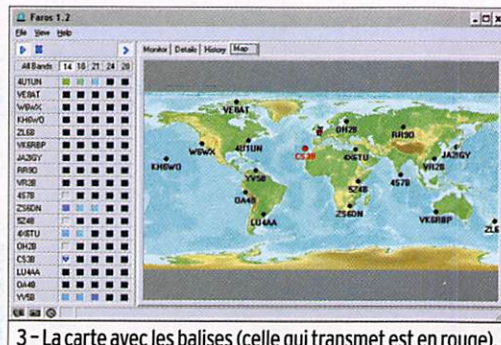 Faros 1.2
File View Help
Monitor Details History Map
All Bands 14 18 21 24 28
4U1UN
VE8AT
W6WX
KH6WO
ZL6B
VK6RBP
JA2IGY
RR9O
VR2B
4S7B
ZS6DN
5Z4B
4X6TU
OH2B
CS3B
LU4AA
OA4B
YV5B
VE8AT
OH2B
RR9O
W6WX
4U1UN
CS3B
4X6TU
JA2IGY
KH6WO
VR2B
YV5B
4S7B
5Z4B
OA4B
ZS6DN
LU4AA
VK6RBP
ZL6
3 – La carte avec les balises (celle qui transmet est en rouge).